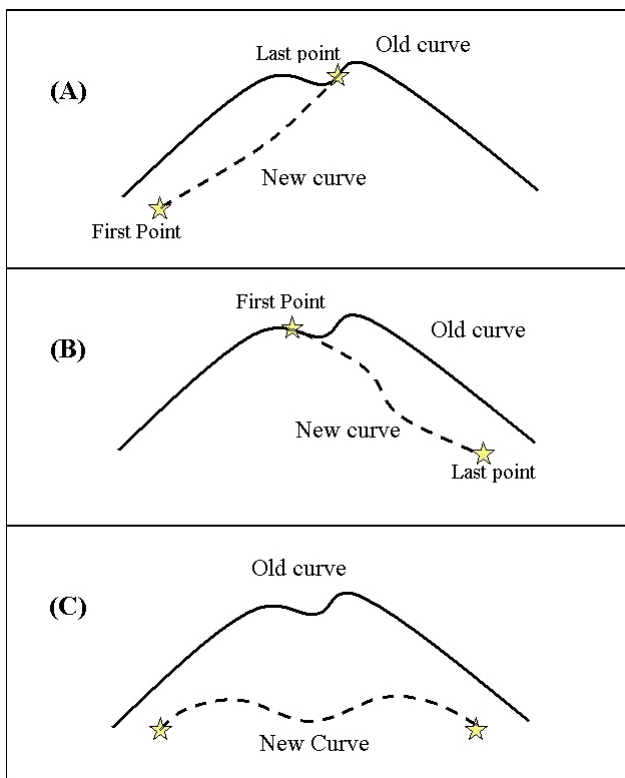 Last point
Old curve
(A)
New curve
First Point
First Point
Old curve
(B)
New curve
Last point
Old curve
(C)
New Curve